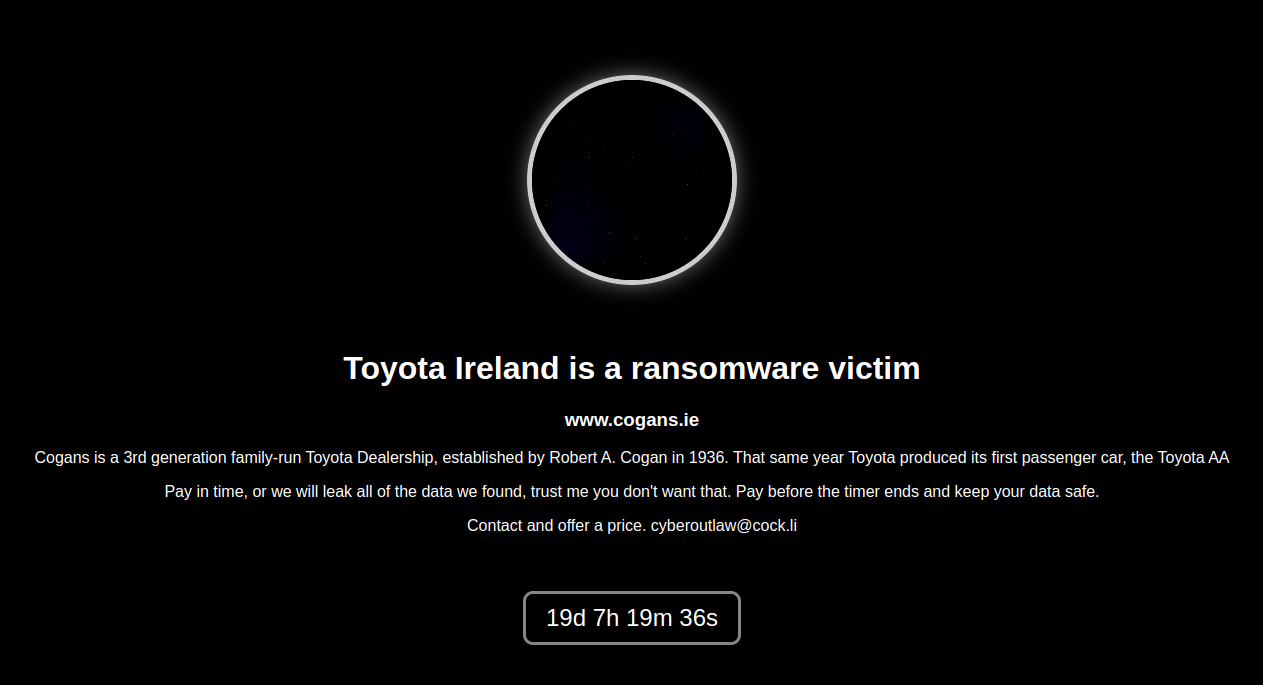 Toyota Ireland is a ransomware victim
www.cogans.ie
Cogans is a 3rd generation family-run Toyota Dealership, established by Robert A. Cogan in 1936. That same year Toyota produced its first passenger car, the Toyota AA
Pay in time, or we will leak all of the data we found, trust me you don't want that. Pay before the timer ends and keep your data safe.
Contact and offer a price. cyberoutlaw@cock.li
19d 7h 19m 36s